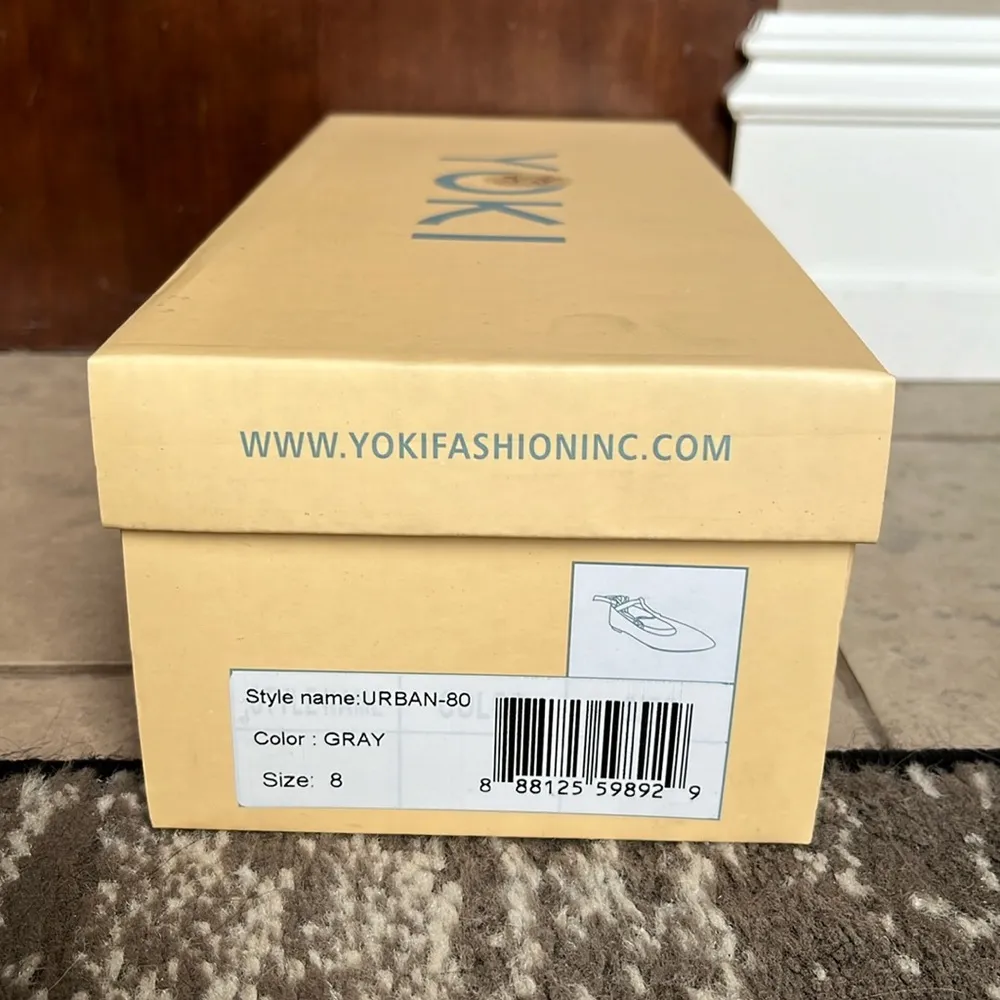 YOKI
WWW.YOKIFASHIONINC.COM
Style name:URBAN-80
Color : GRAY
Size: 8
8 88125 59892 9